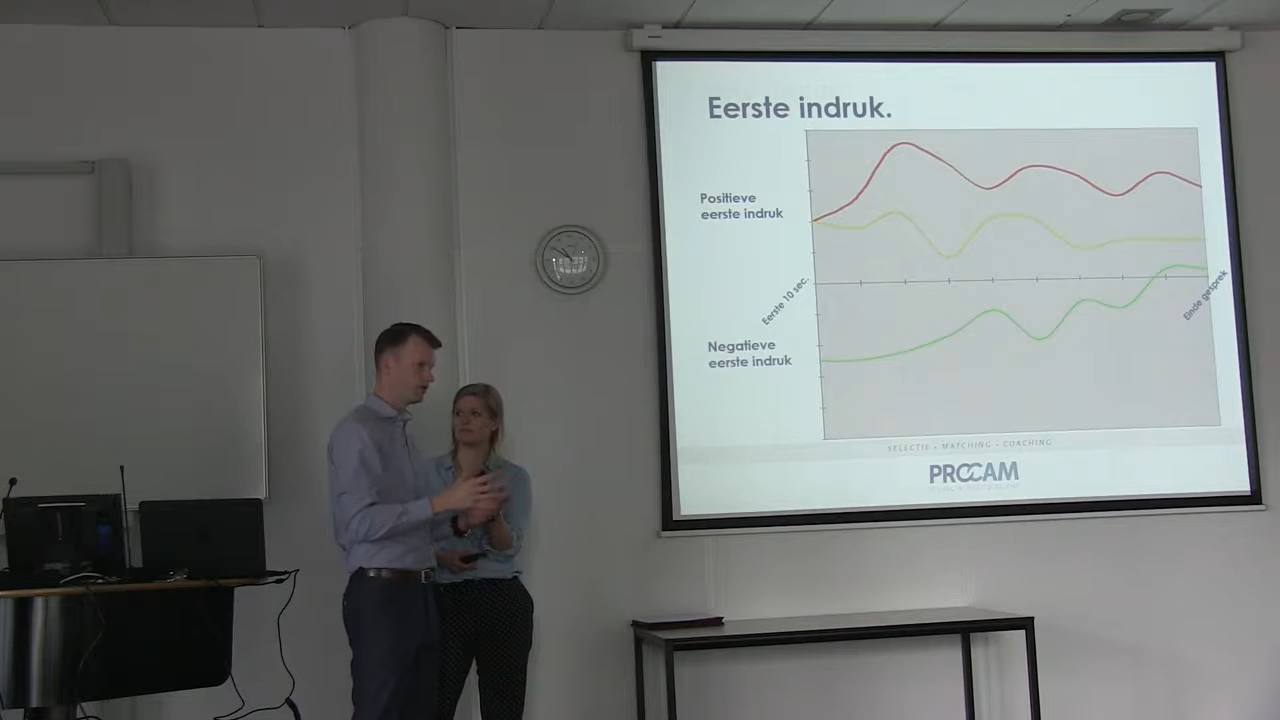 Eerste indruk.
Positieve
eerste indruk
Eerste 10 sec.
Einde gesprek
Negatieve
eerste indruk
SELECTIE • MATCHING • COACHING
PROCAM